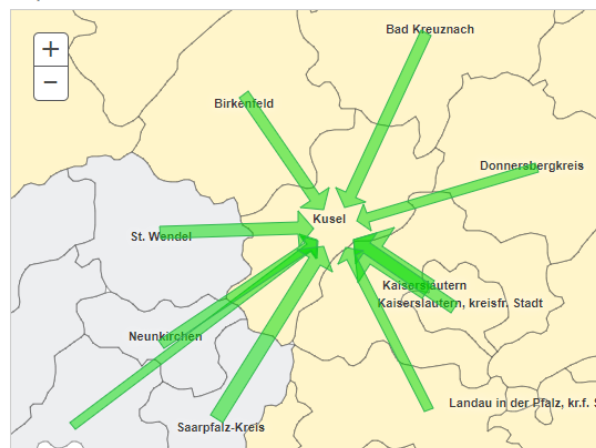 Bad Kreuznach
+
−
Birkenfeld
Donnersbergkreis
Kusel
St. Wendel
Kaiserslautern
Kaiserslautern, kreisfr. Stadt
Neunkirchen
Landau in der Pfalz, kr.f. S
Saarpfalz-Kreis